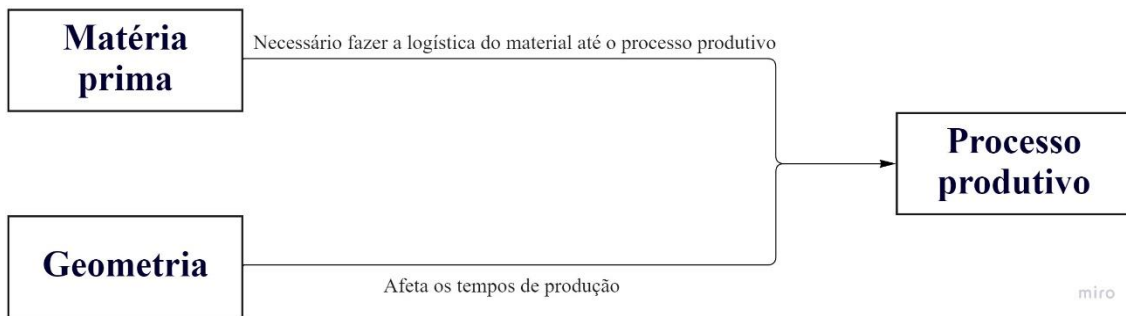 Matéria
prima
Necessário fazer a logística do material até o processo produtivo
Processo
produtivo
Geometria
Afeta os tempos de produção
miro